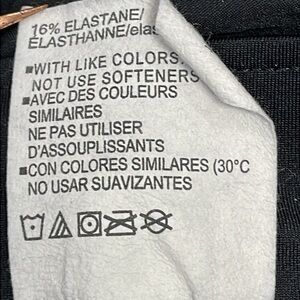 16% ELASTANE/
ÉLASTHANNE/elas
■WITH LIKE COLORS
NOT USE SOFTENERS
■AVEC DES COULEURS
SIMILAIRES
NE PAS UTILISER
D'ASSOUPLISSANTS
■CON COLORES SIMILARES (30°C
NO USAR SUAVIZANTES